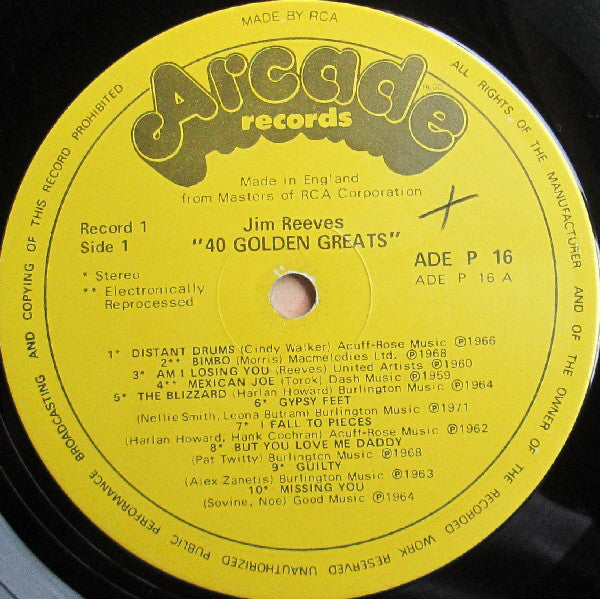 MADE BY RCA
ALL RIGHTS OF THE MANUFACTURER AND OF THE OWNER OF THE RECORDED WORK RESERVED UNAUTHORIZED PUBLIC PERFORMANCE BROADCASTING AND COPYING OF THIS RECORD PROHIBITED
Arcade
records
Made in England
from Masters of RCA Corporation
Record 1
Side 1
Jim Reeves
"40 GOLDEN GREATS"
ADE P 16
ADE P 16 A
* Stereo
** Electronically
Reprocessed
1* DISTANT DRUMS (Cindy Walker) Acuff-Rose Music ℗1966
2** BIMBO (Morris) Macmelodies Ltd. ℗1968
3* AM I LOSING YOU (Reeves) United Artists ℗1960
4** MEXICAN JOE (Torok) Dash Music ℗1959
5* THE BLIZZARD (Harlan Howard) Burlington Music ℗1964
6* GYPSY FEET
(Nellie Smith, Leona Butram) Burlington Music ℗1971
7* I FALL TO PIECES
(Harlan Howard, Hank Cochran) Acuff-Rose Music ℗1962
8* BUT YOU LOVE ME DADDY
(Pat Twitty) Burlington Music ℗1968
9* GUILTY
(Alex Zanetis) Burlington Music ℗1963
10* MISSING YOU
(Sovine, Noe) Good Music ℗1964